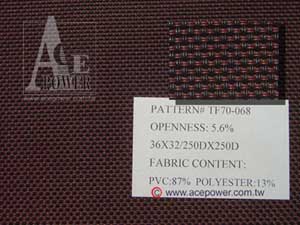 ACE
POWER
PATTERN# TF70-068
OPENNESS: 5.6%
36X32/250DX250D
FABRIC CONTENT:
PVC:87% POLYESTER:13%
©www.acepower.com.tw